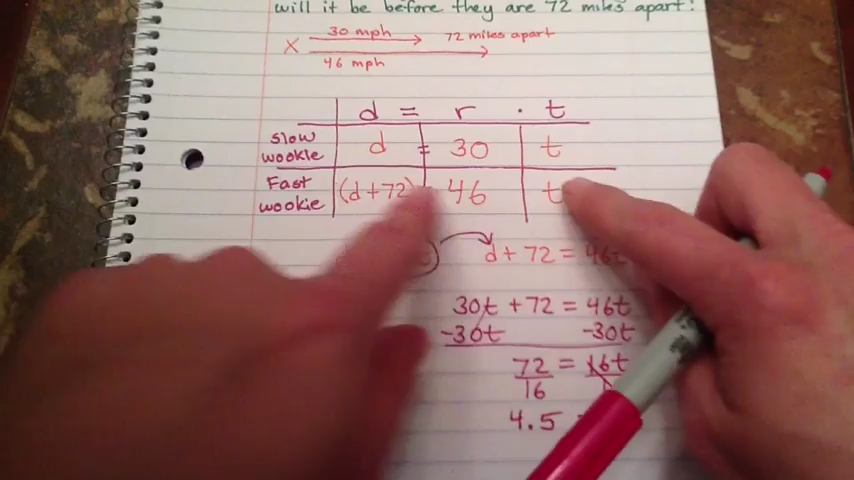 will it be before they are 72 miles apart?
X 30 mph 72 miles apart
46 mph
d = r · t
slow wookie d = 30 t
Fast wookie (d+72) 46 t
d + 72 = 46t
30t + 72 = 46t
-30t -30t
72 = 16t
16
4.5 =